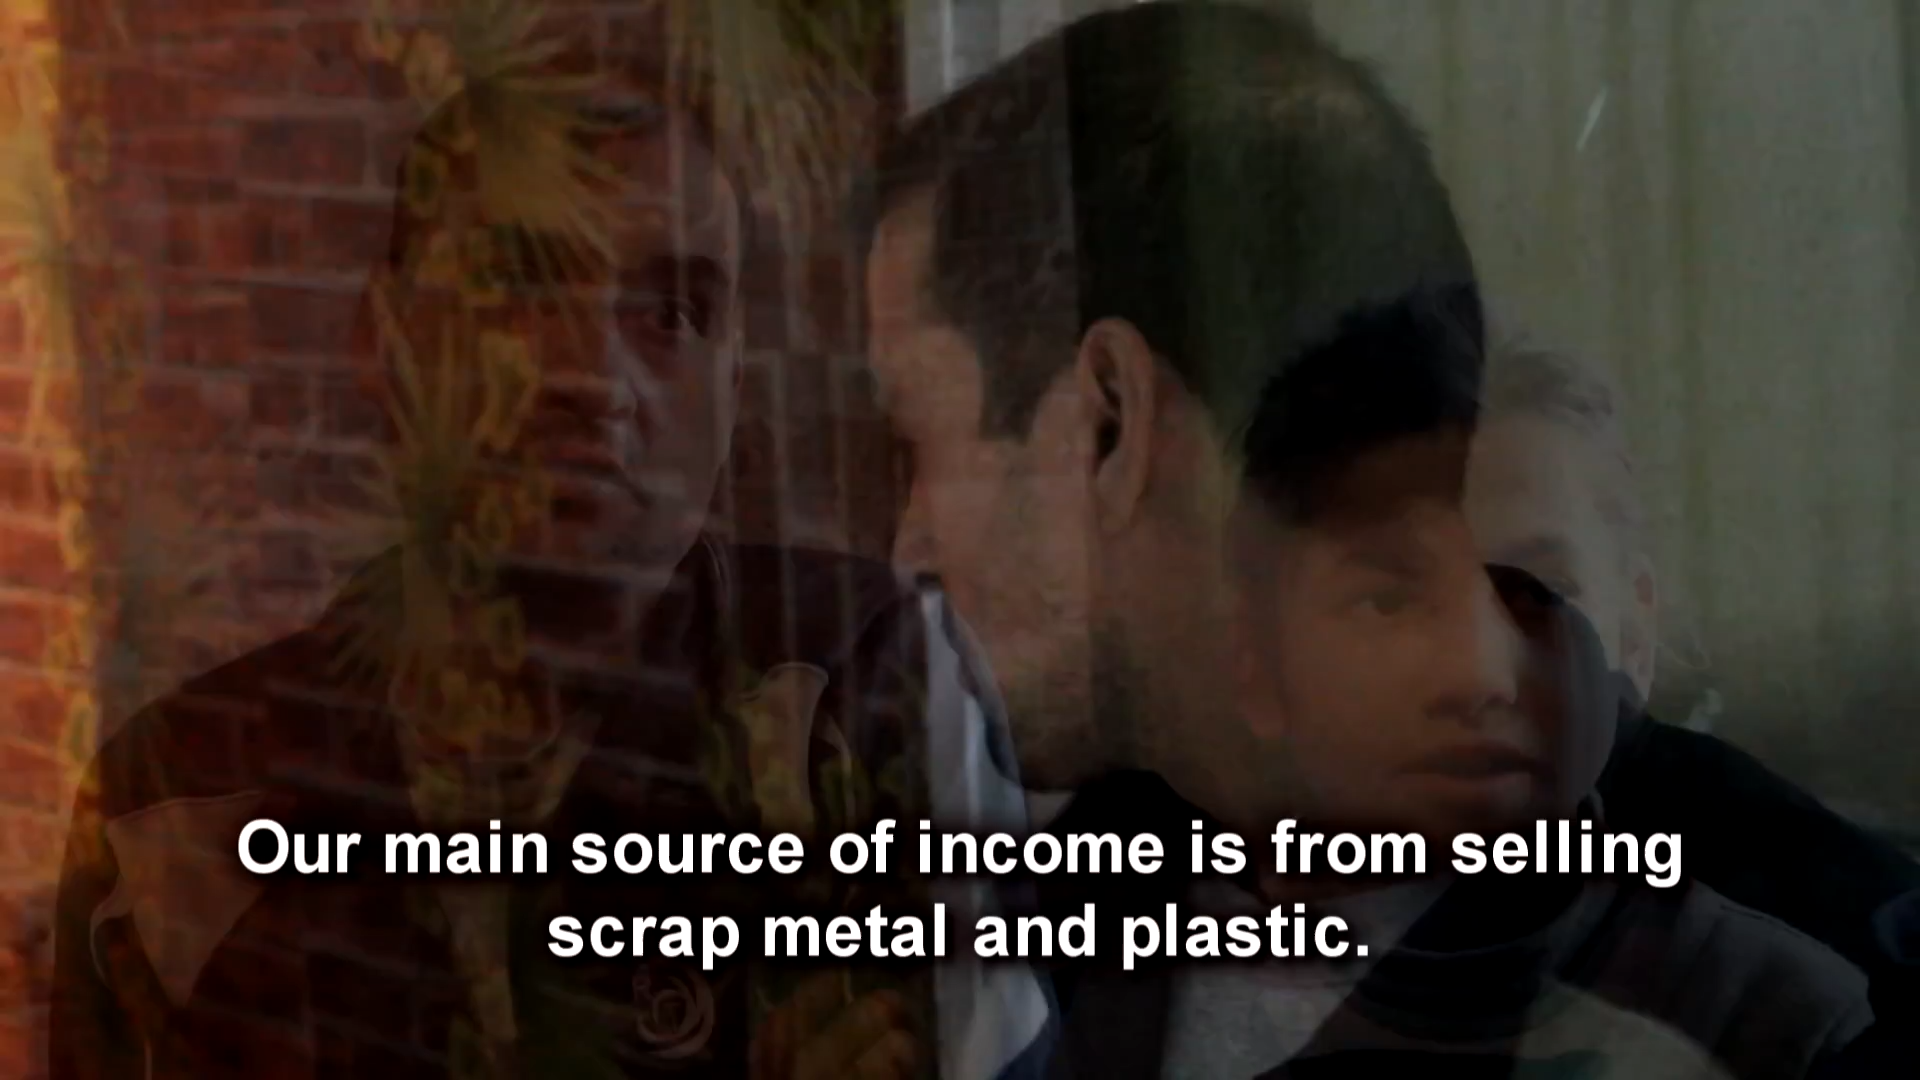 Our main source of income is from selling
scrap metal and plastic.